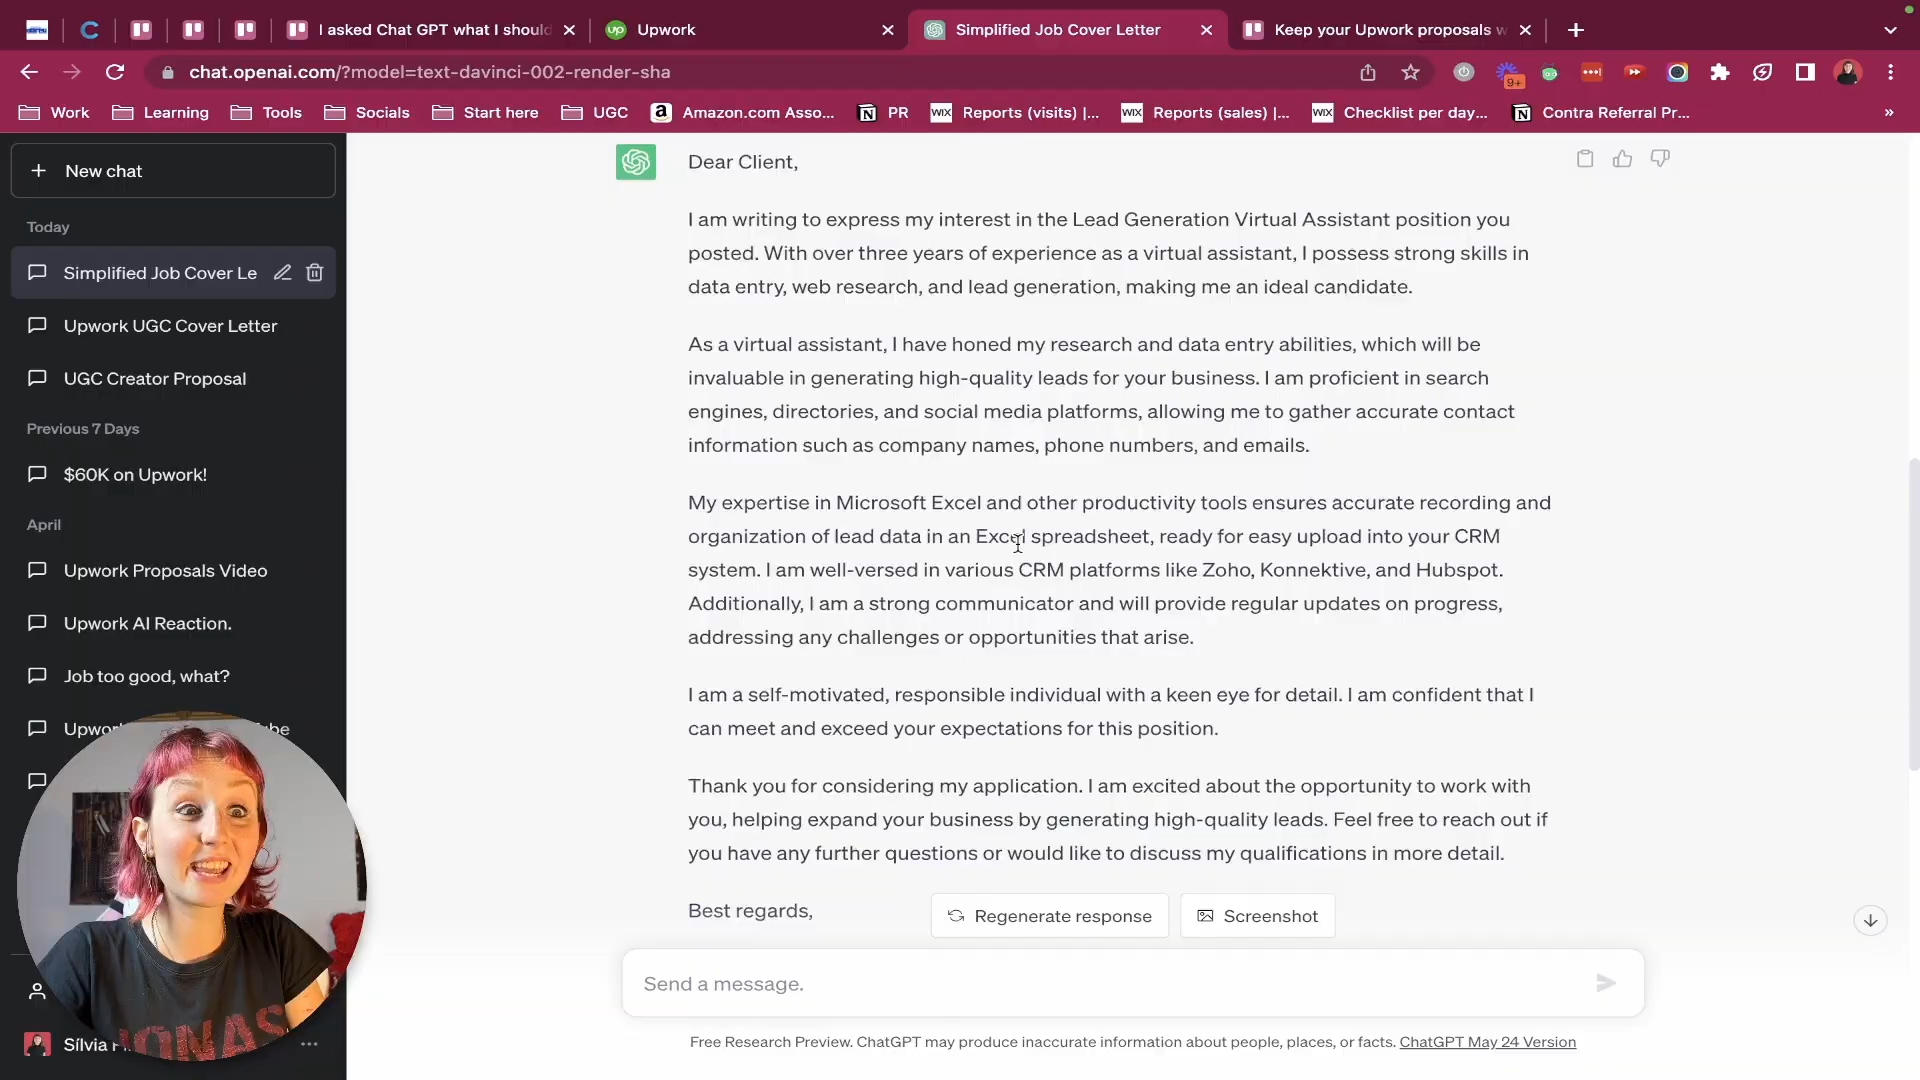 I asked Chat GPT what I should
Upwork
Simplified Job Cover Letter
Keep your Upwork proposals w
chat.openai.com/?model=text-davinci-002-render-sha
9+
Work
Learning
Tools
Socials
Start here
UGC
Amazon.com Asso...
PR
WIX Reports (visits) |...
WIX Reports (sales) |...
WIX Checklist per day...
Contra Referral Pr...
»
+ New chat
Today
Simplified Job Cover Le
Upwork UGC Cover Letter
UGC Creator Proposal
Previous 7 Days
$60K on Upwork!
April
Upwork Proposals Video
Upwork AI Reaction.
Job too good, what?
Upwor
be
Sílvia
Dear Client,
I am writing to express my interest in the Lead Generation Virtual Assistant position you
posted. With over three years of experience as a virtual assistant, I possess strong skills in
data entry, web research, and lead generation, making me an ideal candidate.
As a virtual assistant, I have honed my research and data entry abilities, which will be
invaluable in generating high-quality leads for your business. I am proficient in search
engines, directories, and social media platforms, allowing me to gather accurate contact
information such as company names, phone numbers, and emails.
My expertise in Microsoft Excel and other productivity tools ensures accurate recording and
organization of lead data in an Excel spreadsheet, ready for easy upload into your CRM
system. I am well-versed in various CRM platforms like Zoho, Konnektive, and Hubspot.
Additionally, I am a strong communicator and will provide regular updates on progress,
addressing any challenges or opportunities that arise.
I am a self-motivated, responsible individual with a keen eye for detail. I am confident that I
can meet and exceed your expectations for this position.
Thank you for considering my application. I am excited about the opportunity to work with
you, helping expand your business by generating high-quality leads. Feel free to reach out if
you have any further questions or would like to discuss my qualifications in more detail.
Best regards,
Regenerate response
Screenshot
Send a message.
Free Research Preview. ChatGPT may produce inaccurate information about people, places, or facts. ChatGPT May 24 Version
JONAS